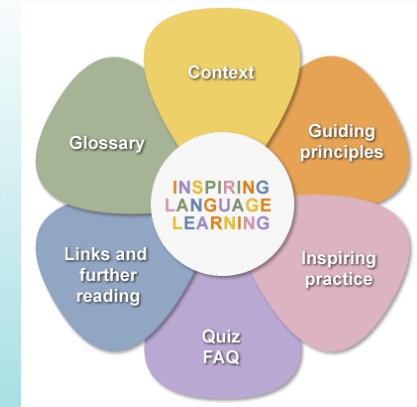 Context
Guiding
principles
Inspiring
practice
Quiz
FAQ
Links and
further
reading
Glossary
INSPIRING
LANGUAGE
LEARNING